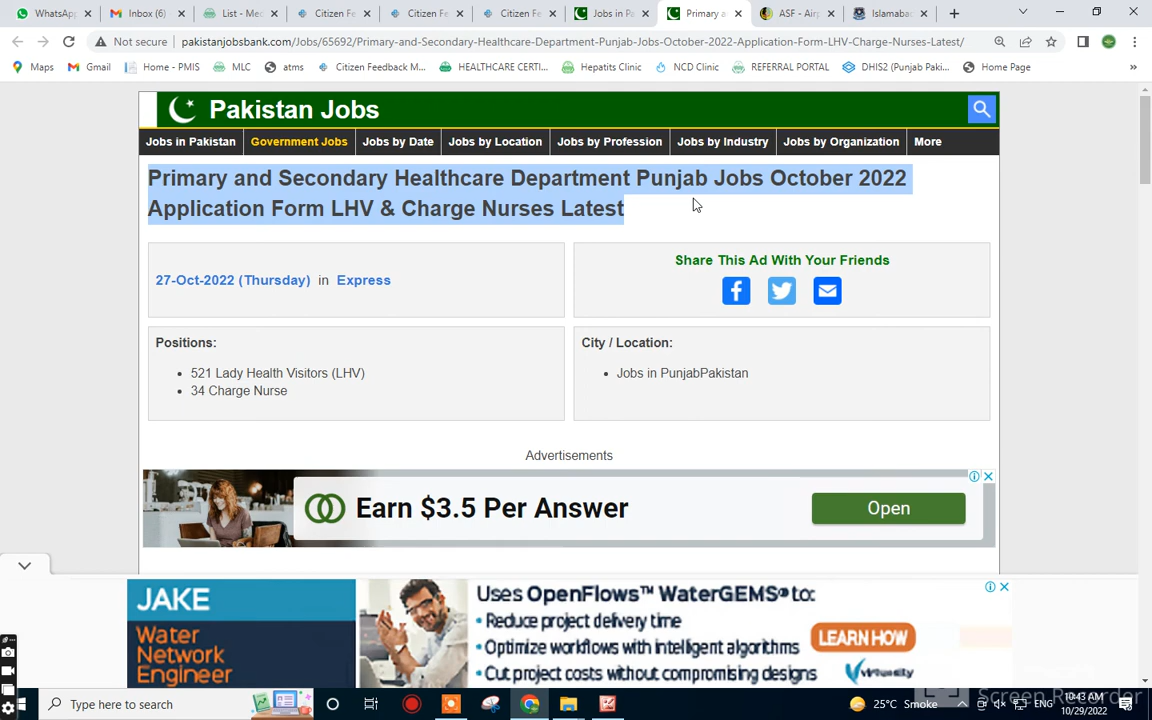 WhatsApp
Inbox (6)
List - Med
Citizen Fe
Citizen Fe
Citizen Fe
Jobs in Pa
Primary a
ASF - Airp
Islamabad
Not secure
pakistanjobsbank.com/Jobs/65692/Primary-and-Secondary-Healthcare-Department-Punjab-Jobs-October-2022-Application-Form-LHV-Charge-Nurses-Latest/
Maps
Gmail
Home - PMIS
MLC
atms
Citizen Feedback M...
HEALTHCARE CERTI...
Hepatits Clinic
NCD Clinic
REFERRAL PORTAL
DHIS2 (Punjab Paki...
Home Page
»
Pakistan Jobs
Jobs in Pakistan
Government Jobs
Jobs by Date
Jobs by Location
Jobs by Profession
Jobs by Industry
Jobs by Organization
More
Primary and Secondary Healthcare Department Punjab Jobs October 2022
Application Form LHV & Charge Nurses Latest
27-Oct-2022 (Thursday) in Express
Share This Ad With Your Friends
Positions:
• 521 Lady Health Visitors (LHV)
• 34 Charge Nurse
City / Location:
• Jobs in PunjabPakistan
Advertisements
Earn $3.5 Per Answer
Open
JAKE
Water
Network
Engineer
Uses OpenFlows™ WaterGEMS® to:
• Reduce project delivery time
• Optimize workflows with intelligent algorithms
• Cut project costs without compromising designs
LEARN HOW
Virtuosity
Type here to search
25°C Smoke
ENG
10:43 AM
10/29/2022
Screen Recorder